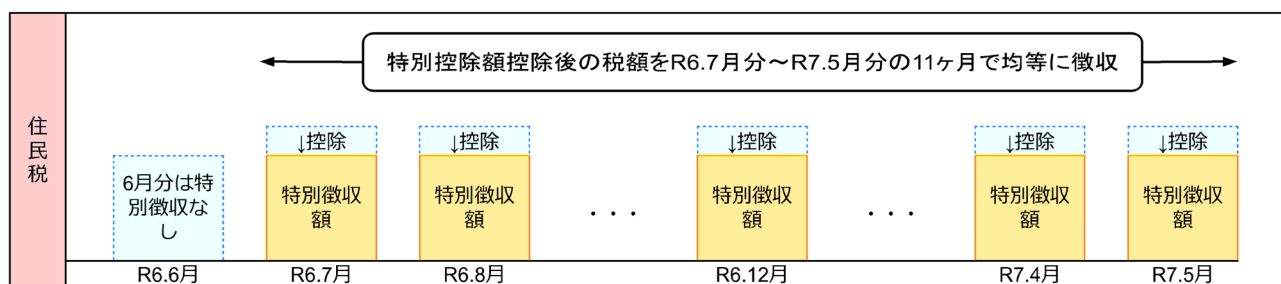 住民税
特別控除額控除後の税額をR6.7月分～R7.5月分の11ヶ月で均等に徴収
6月分は特
別徴収なし
↓控除
特別徴収
額
↓控除
特別徴収
額
・・・
↓控除
特別徴収
額
・・・
↓控除
特別徴収
額
↓控除
特別徴収
額
R6.6月
R6.7月
R6.8月
R6.12月
R7.4月
R7.5月